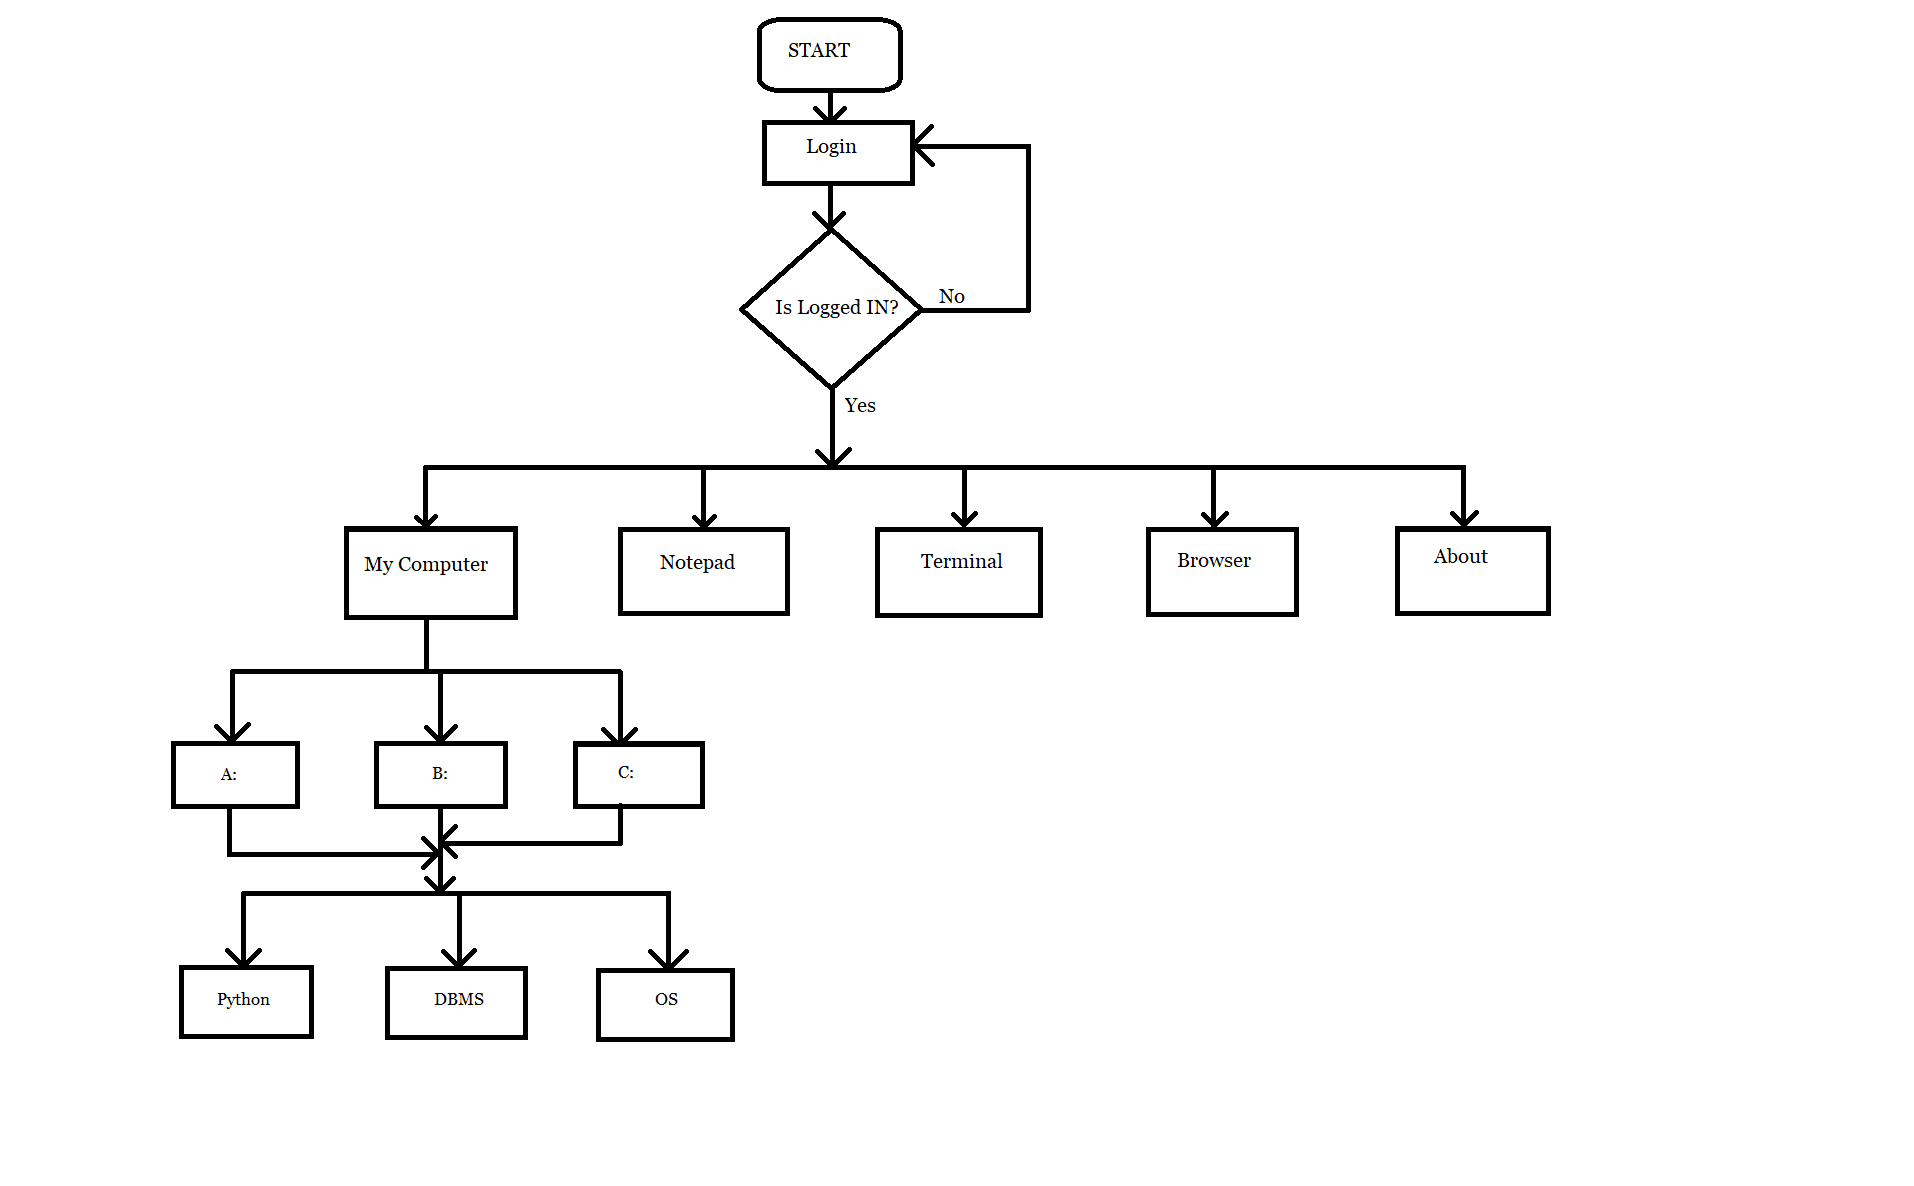 START
Login
Is Logged IN?
No
Yes
My Computer
Notepad
Terminal
Browser
About
A:
B:
C:
Python
DBMS
OS